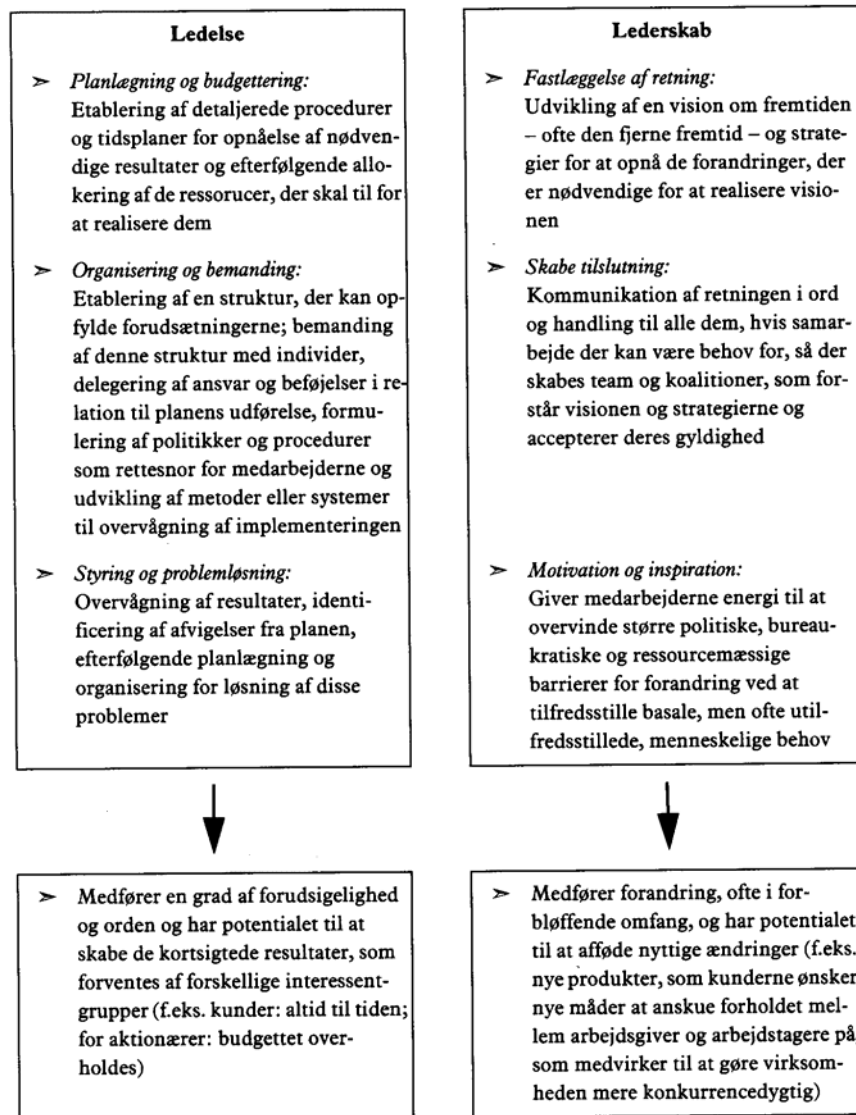 Ledelse
➢ Planlægning og budgettering:
Etablering af detaljerede procedurer
og tidsplaner for opnåelse af nødven-
dige resultater og efterfølgende allo-
kering af de ressorucer, der skal til for
at realisere dem
➢ Organisering og bemanding:
Etablering af en struktur, der kan op-
fylde forudsætningerne; bemanding
af denne struktur med individer,
delegering af ansvar og beføjelser i re-
lation til planens udførelse, formu-
lering af politikker og procedurer
som rettesnor for medarbejderne og
udvikling af metoder eller systemer
til overvågning af implementeringen
➢ Styring og problemløsning:
Overvågning af resultater, identi-
ficering af afvigelser fra planen,
efterfølgende planlægning og
organisering for løsning af disse
problemer
➢ Medfører en grad af forudsigelighed
og orden og har potentialet til at
skabe de kortsigtede resultater, som
forventes af forskellige interessent-
grupper (f.eks. kunder: altid til tiden;
for aktionærer: budgettet over-
holdes)
Lederskab
➢ Fastlæggelse af retning:
Udvikling af en vision om fremtiden
– ofte den fjerne fremtid – og strate-
gier for at opnå de forandringer, der
er nødvendige for at realisere visio-
nen
➢ Skabe tilslutning:
Kommunikation af retningen i ord
og handling til alle dem, hvis samar-
bejde der kan være behov for, så der
skabes team og koalitioner, som for-
står visionen og strategierne og
accepterer deres gyldighed
➢ Motivation og inspiration:
Giver medarbejderne energi til at
overvinde større politiske, bureau-
kratiske og ressourcemæssige
barrierer for forandring ved at
tilfredsstille basale, men ofte util-
fredsstillede, menneskelige behov
➢ Medfører forandring, ofte i for-
bløffende omfang, og har potentialet
til at afføde nyttige ændringer (f.eks.
nye produkter, som kunderne ønsker
nye måder at anskue forholdet mel-
lem arbejdsgiver og arbejdstagere på,
som medvirker til at gøre virksom-
heden mere konkurrencedygtig)